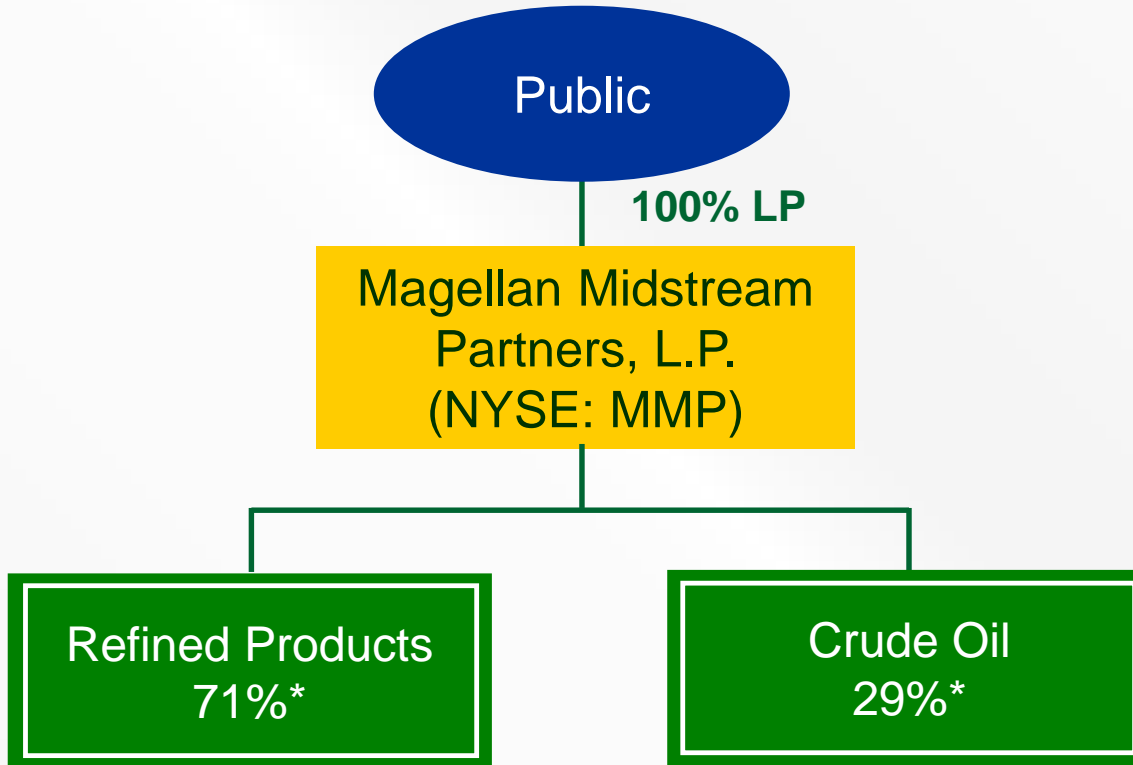 Public
100% LP
Magellan Midstream
Partners, L.P.
(NYSE: MMP)
Refined Products
71%*
Crude Oil
29%*